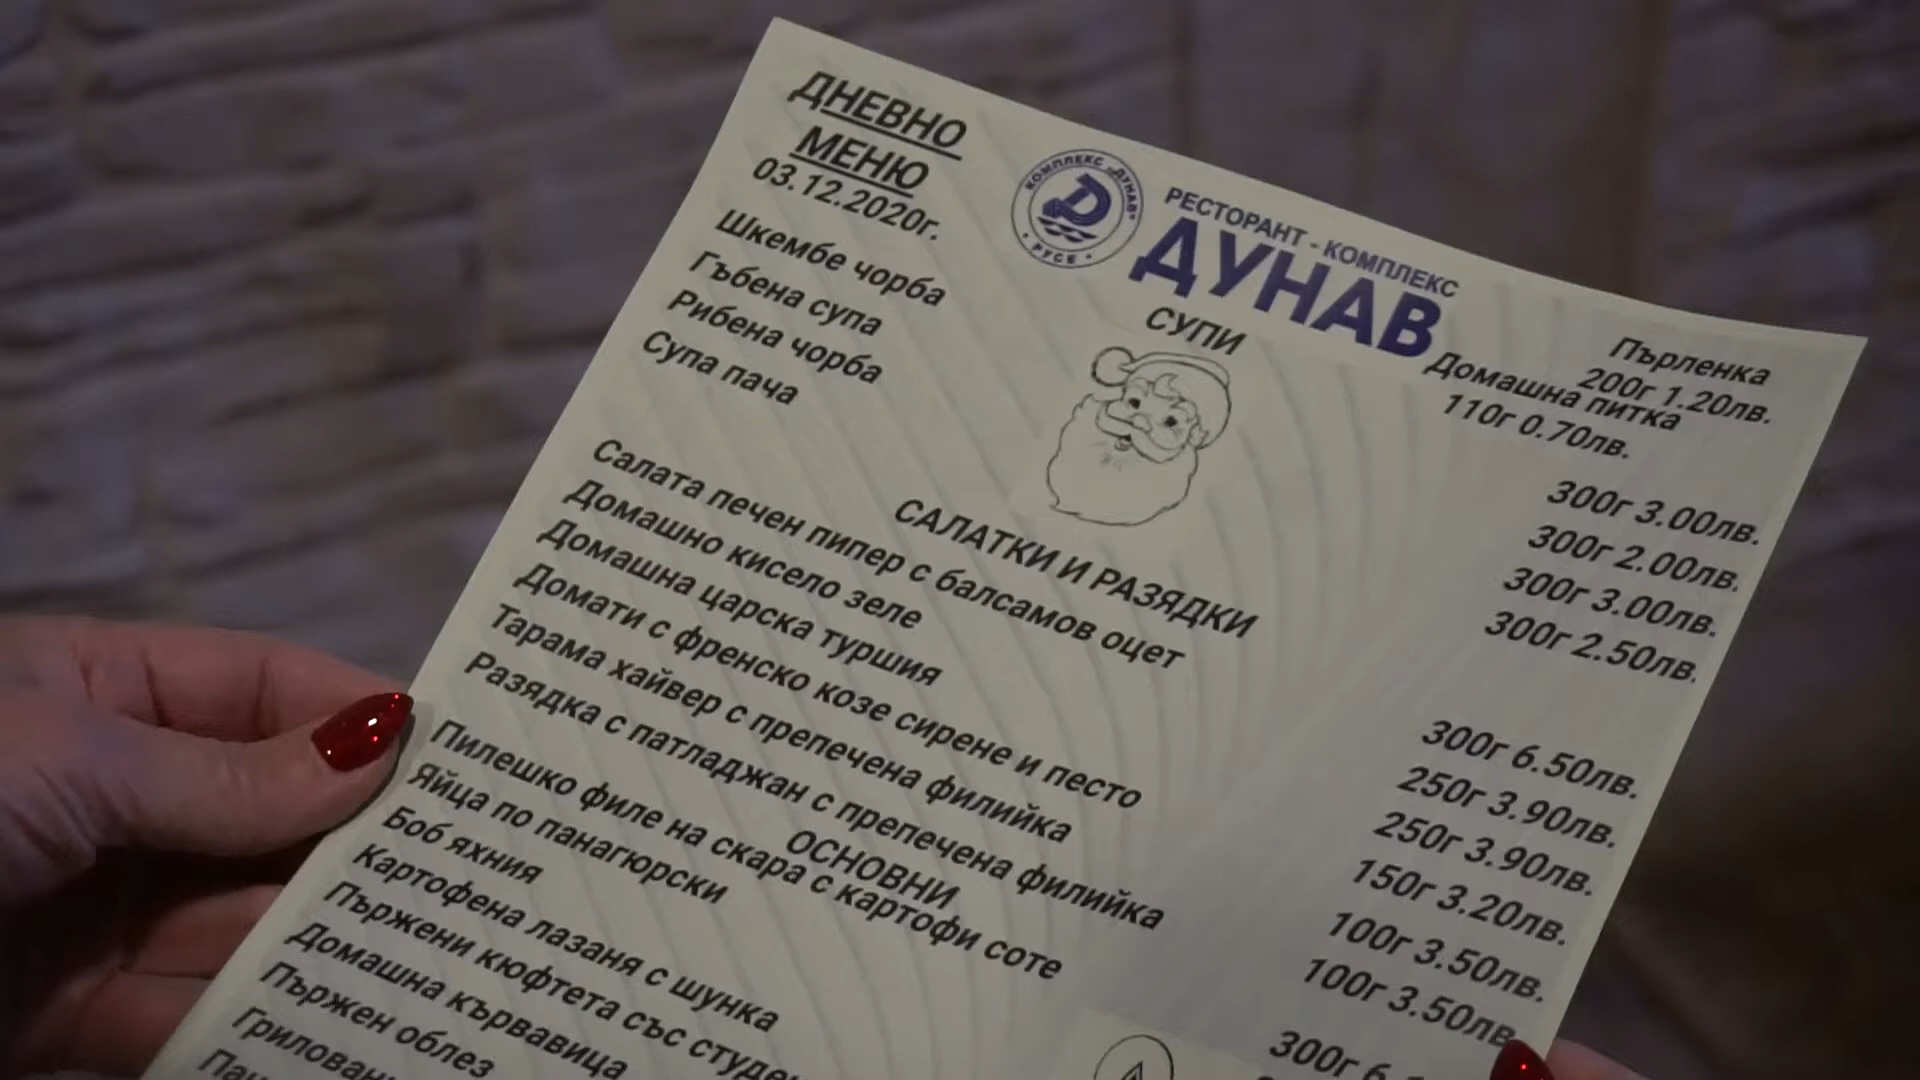 ДНЕВНО
МЕНЮ
03.12.2020г.
КОМПЛЕКС „ДУНАВ“
• РУСЕ •
РЕСТОРАНТ - КОМПЛЕКС
ДУНАВ
Пърленка
200г 1.20лв.
Домашна питка
110г 0.70лв.
СУПИ
Шкембе чорба 300г 3.00лв.
Гъбена супа 300г 2.00лв.
Рибена чорба 300г 3.00лв.
Супа пача 300г 2.50лв.
САЛАТКИ И РАЗЯДКИ
Салата печен пипер с балсамов оцет 300г 6.50лв.
Домашно кисело зеле 250г 3.90лв.
Домашна царска туршия 250г 3.90лв.
Домати с френско козе сирене и песто 150г 3.20лв.
Тарама хайвер с препечена филийка 100г 3.50лв.
Разядка с патладжан с препечена филийка 100г 3.50лв.
ОСНОВНИ
Пилешко филе на скара с картофи соте 300г
Яйца по панагюрски
Боб яхния
Картофена лазаня с шунка
Пържени кюфтета със
Домашна кървавица
Пържен облез